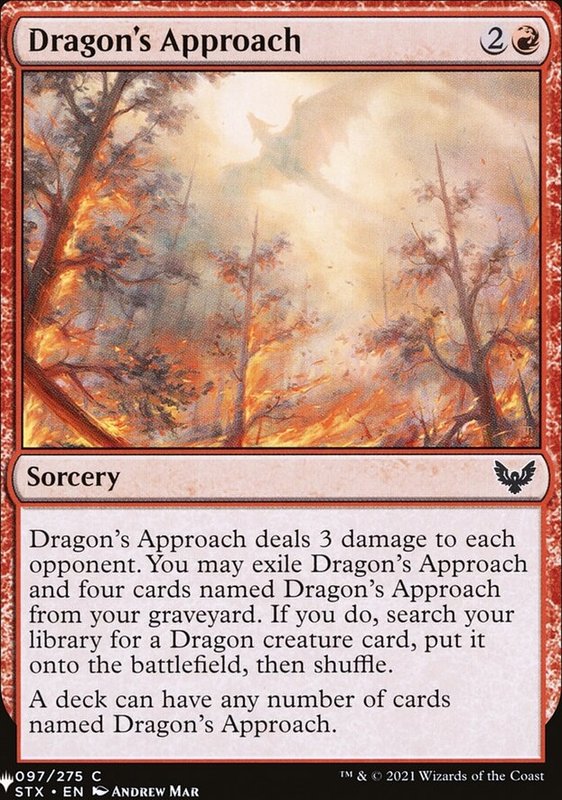 Dragon's Approach 2
Sorcery
Dragon's Approach deals 3 damage to each
opponent. You may exile Dragon's Approach
and four cards named Dragon's Approach
from your graveyard. If you do, search your
library for a Dragon creature card, put it
onto the battlefield, then shuffle.
A deck can have any number of cards
named Dragon's Approach.
097/275 C
STX • EN Andrew Mar
™ & © 2021 Wizards of the Coast